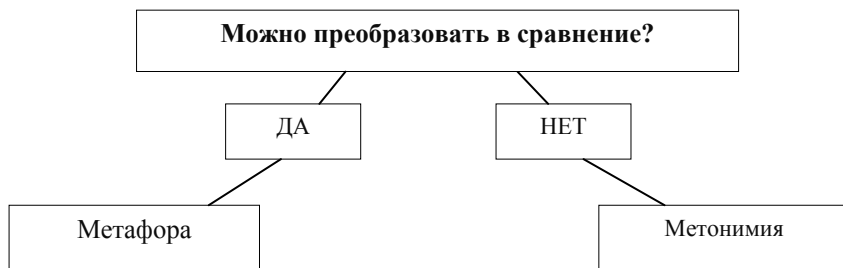 Можно преобразовать в сравнение?
ДА
НЕТ
Метафора
Метонимия